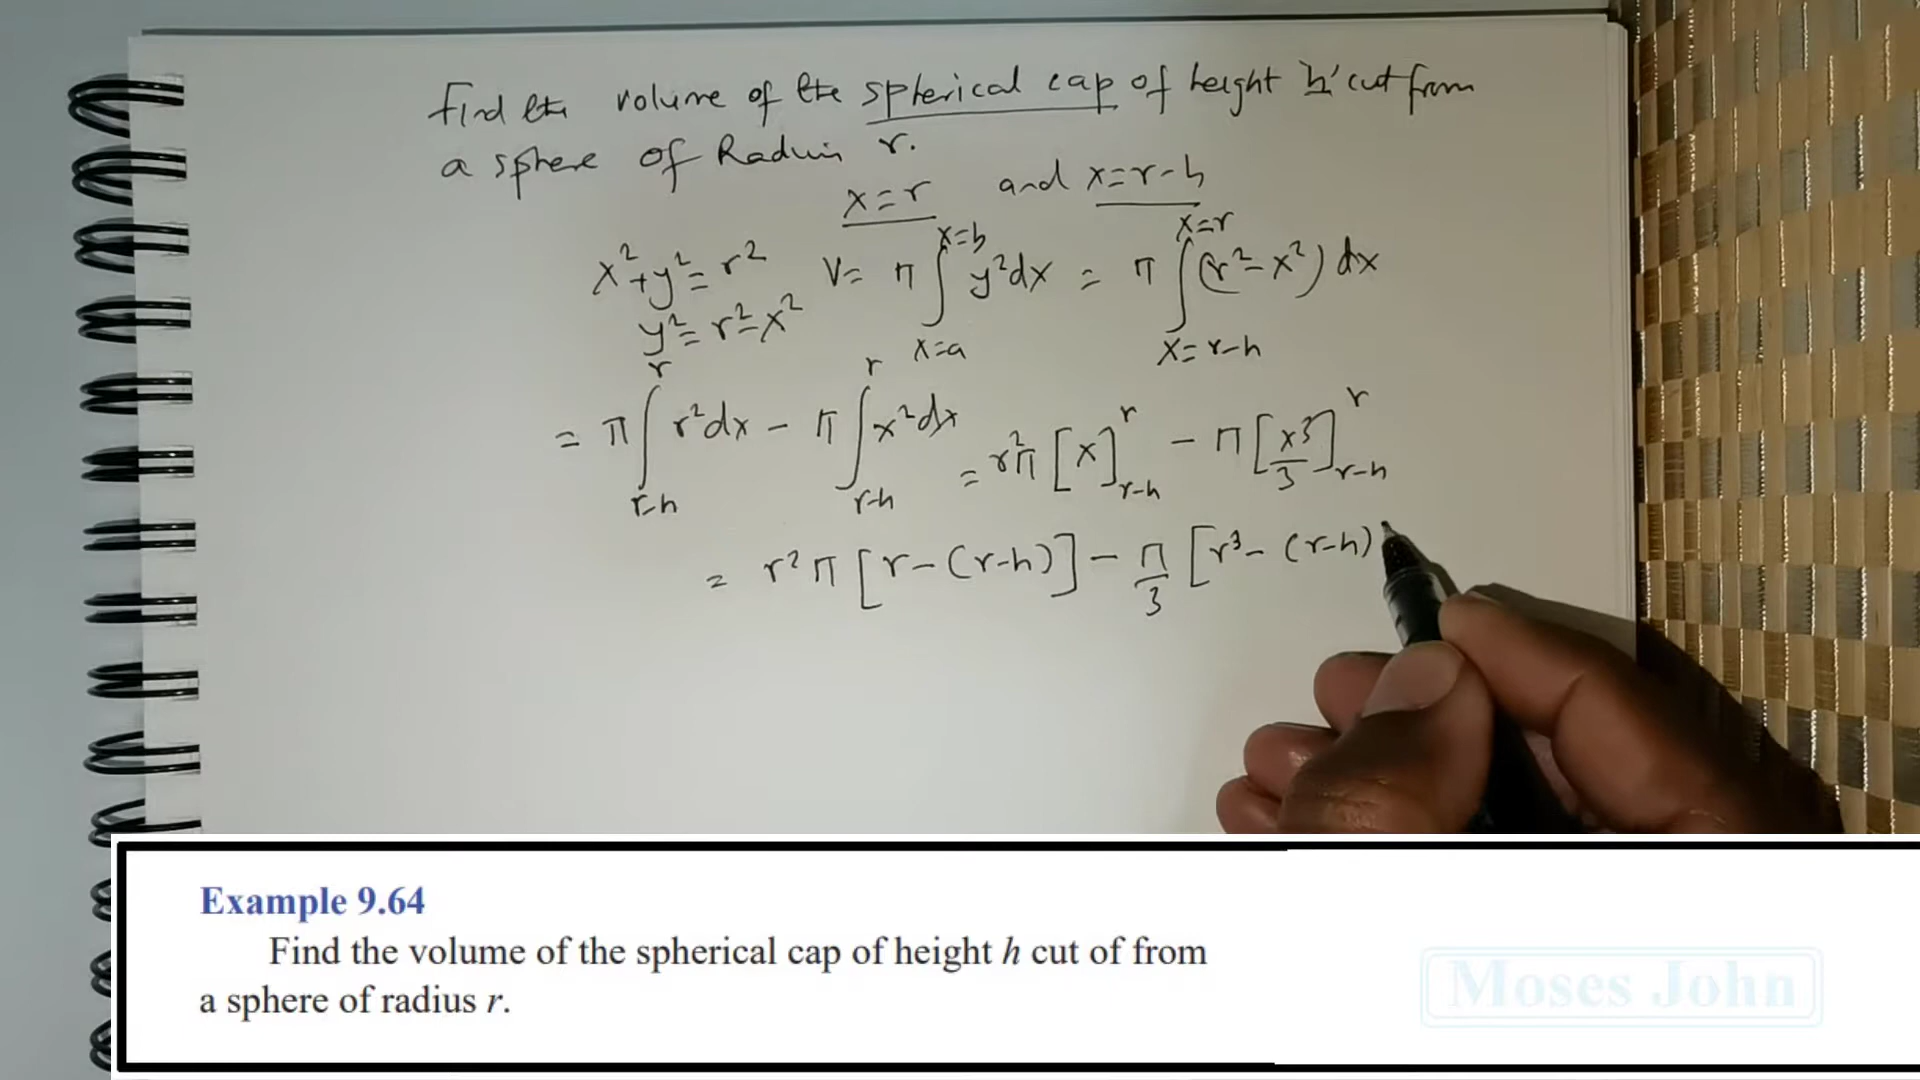 Find the volume of the spherical cap of height 'h' cut from
a sphere of Radius r.
x=r and x=r-h
x²+y²=r² V= π∫_{x=a}^{x=b} y²dx = π∫_{x=r-h}^{x=r} (r²-x²) dx
y²=r²-x²
= π∫_{r-h}^{r} r²dx - π∫_{r-h}^{r} x²dx = r²π [x]_{r-h}^{r} - π[x³/3]_{r-h}^{r}
= r²π [r-(r-h)] - π/3 [r³-(r-h)
Example 9.64
Find the volume of the spherical cap of height h cut of from
a sphere of radius r.
Moses John